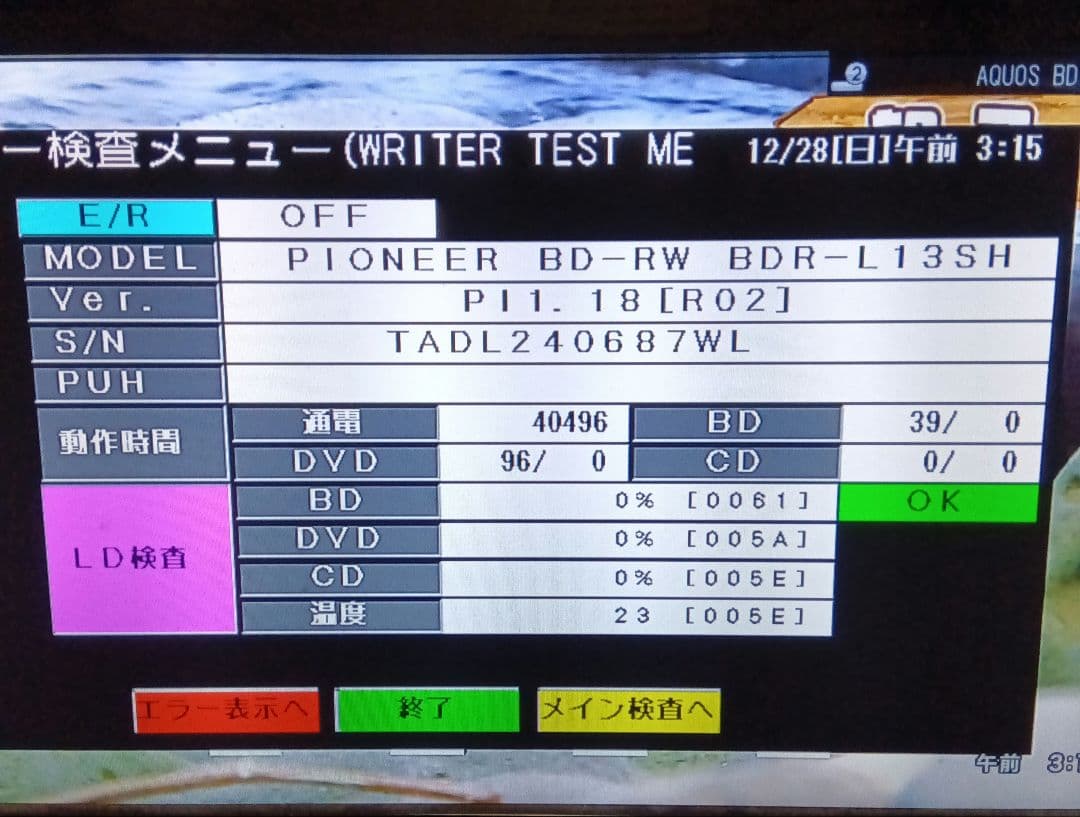 2 AQUOS BD
ー検査メニュー(WRITER TEST ME 12/28[日]午前 3:15
E/R OFF
MODEL PIONEER BD-RW BDR-L13SH
Ver. PI1.18[R02]
S/N TADL240687WL
PUH
動作時間 通電 40496 BD 39/ 0
DVD 96/ 0 CD 0/ 0
LD検査 BD 0% [0061] OK
DVD 0% [005A]
CD 0% [005E]
温度 23 [005E]
エラー表示へ 終了 メイン検査へ
午前 3:1